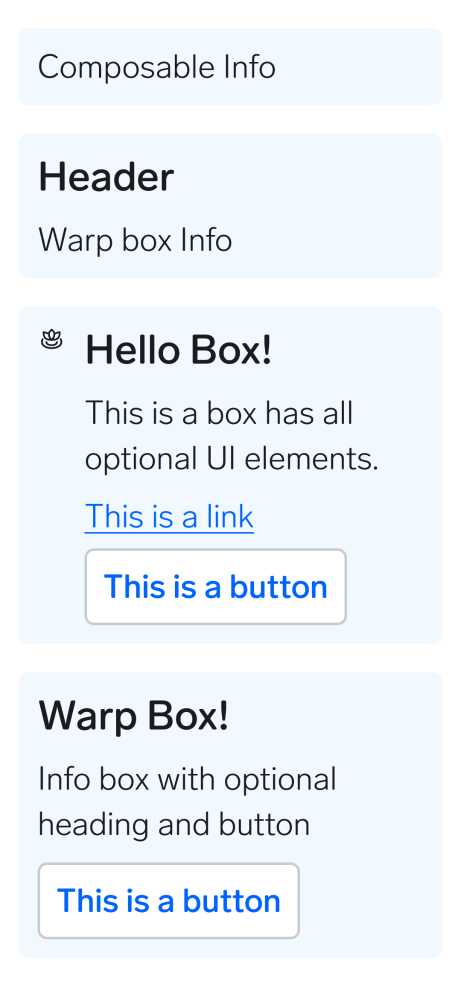 Composable Info
Header
Warp box Info
Hello Box!
This is a box has all
optional UI elements.
This is a link
This is a button
Warp Box!
Info box with optional
heading and button
This is a button